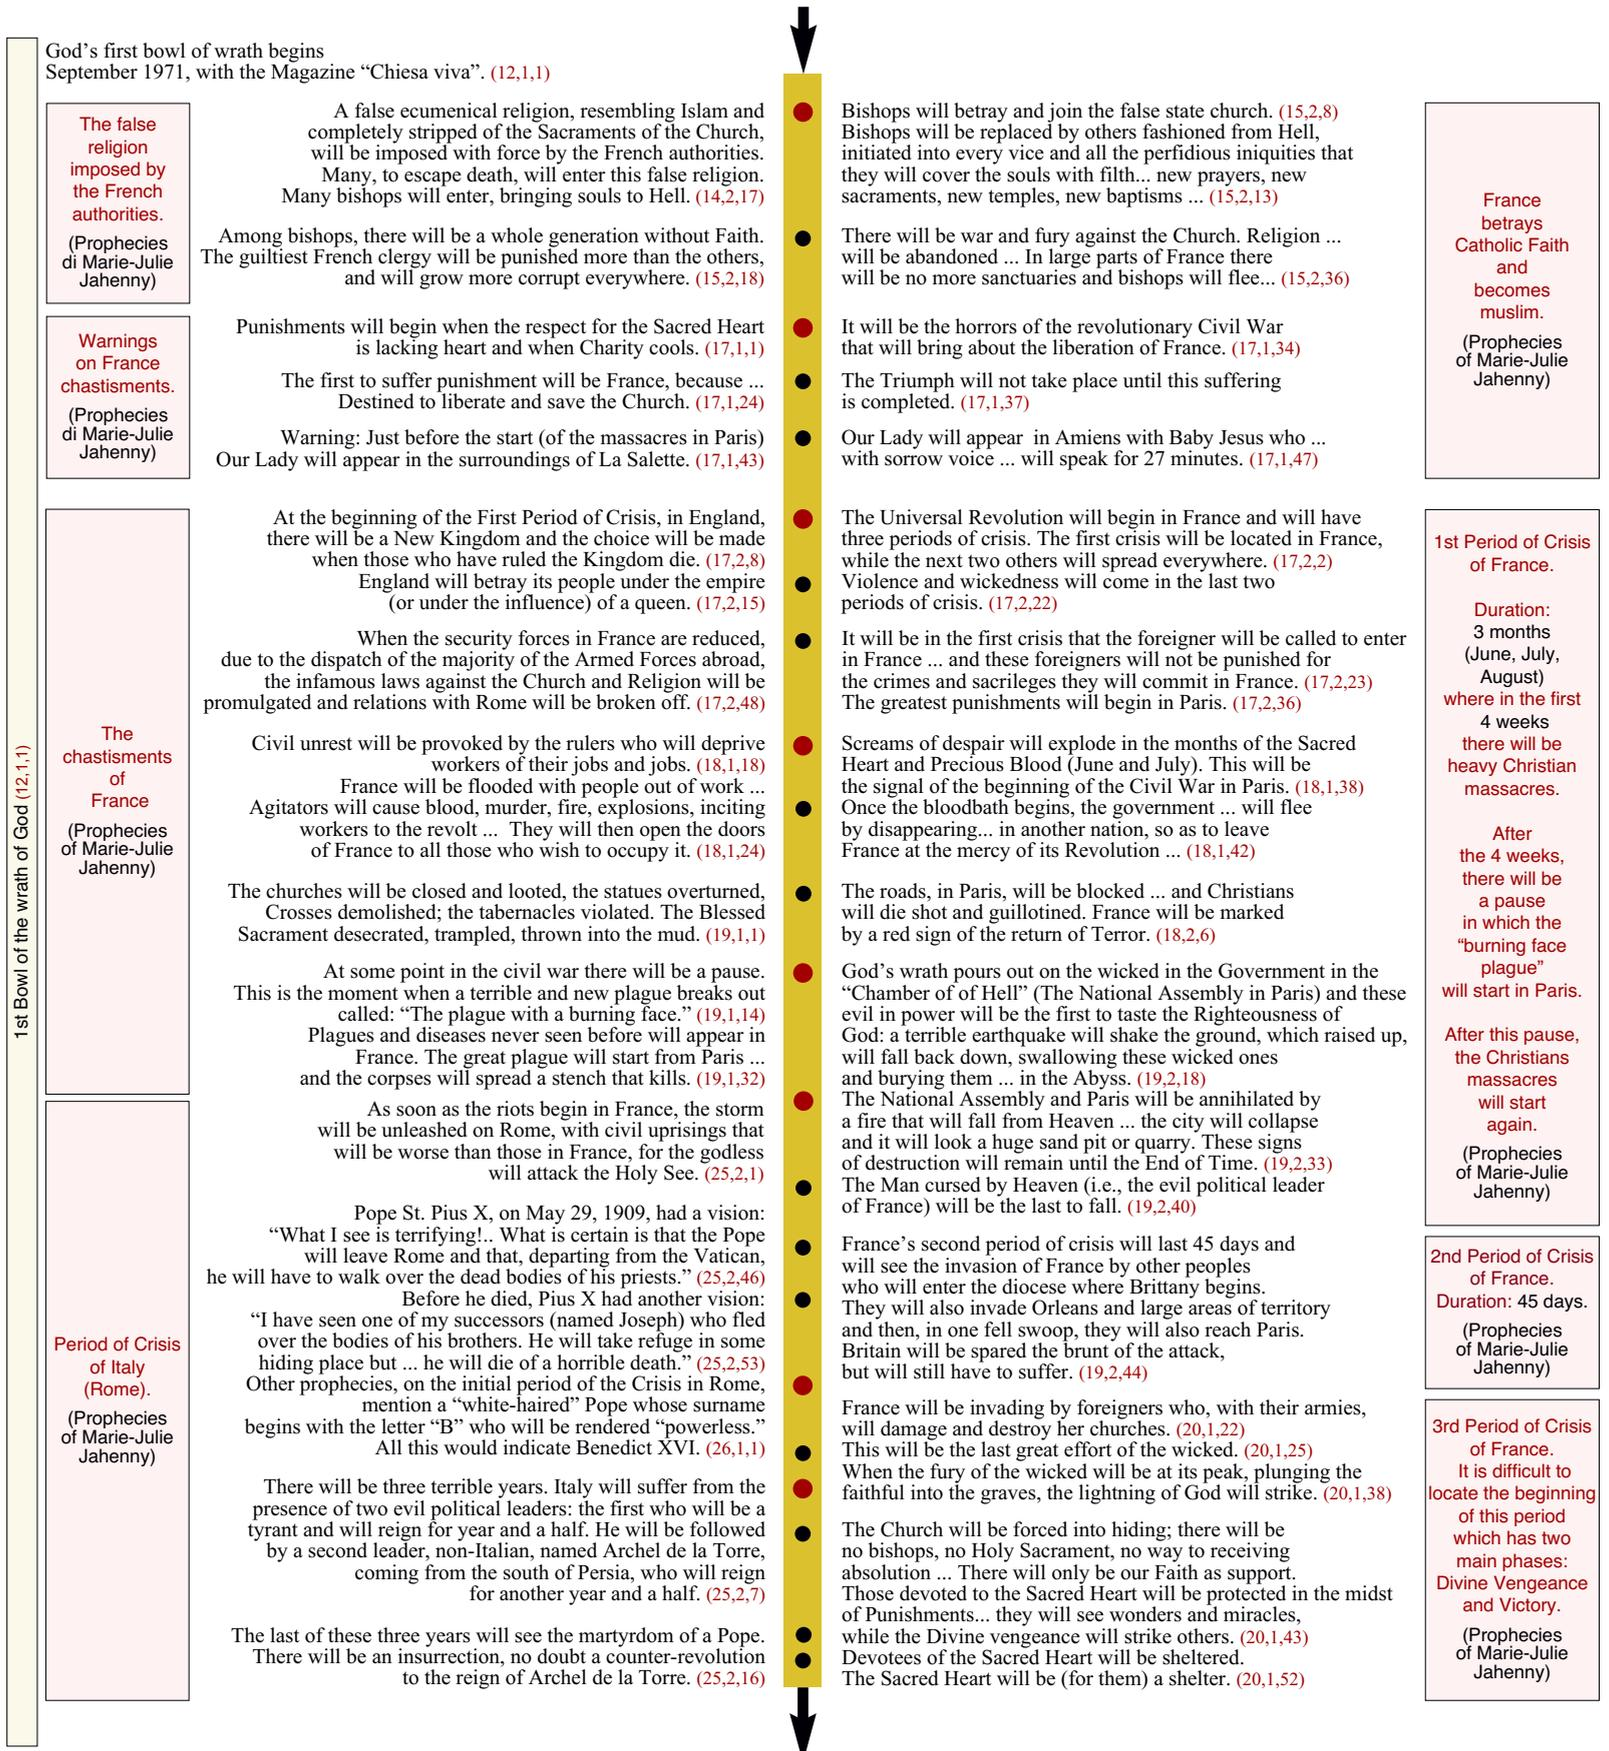 God’s first bowl of wrath begins
September 1971, with the Magazine “Chiesa viva”. (12,1,1)
1st Bowl of the wrath of God (12,1,1)
The false
religion
imposed by
the French
authorities.
(Prophecies
di Marie-Julie
Jahenny)
A false ecumenical religion, resembling Islam and
completely stripped of the Sacraments of the Church,
will be imposed with force by the French authorities.
Many, to escape death, will enter this false religion.
Many bishops will enter, bringing souls to Hell. (14,2,17)
Among bishops, there will be a whole generation without Faith.
The guiltiest French clergy will be punished more than the others,
and will grow more corrupt everywhere. (15,2,18)
Warnings
on France
chastisments.
(Prophecies
di Marie-Julie
Jahenny)
Punishments will begin when the respect for the Sacred Heart
is lacking heart and when Charity cools. (17,1,1)
The first to suffer punishment will be France, because ...
Destined to liberate and save the Church. (17,1,24)
Warning: Just before the start (of the massacres in Paris)
Our Lady will appear in the surroundings of La Salette. (17,1,43)
The
chastisments
of
France
(Prophecies
of Marie-Julie
Jahenny)
At the beginning of the First Period of Crisis, in England,
there will be a New Kingdom and the choice will be made
when those who have ruled the Kingdom die. (17,2,8)
England will betray its people under the empire
(or under the influence) of a queen. (17,2,15)
When the security forces in France are reduced,
due to the dispatch of the majority of the Armed Forces abroad,
the infamous laws against the Church and Religion will be
promulgated and relations with Rome will be broken off. (17,2,48)
Civil unrest will be provoked by the rulers who will deprive
workers of their jobs and jobs. (18,1,18)
France will be flooded with people out of work ...
Agitators will cause blood, murder, fire, explosions, inciting
workers to the revolt ... They will then open the doors
of France to all those who wish to occupy it. (18,1,24)
The churches will be closed and looted, the statues overturned,
Crosses demolished; the tabernacles violated. The Blessed
Sacrament desecrated, trampled, thrown into the mud. (19,1,1)
At some point in the civil war there will be a pause.
This is the moment when a terrible and new plague breaks out
called: “The plague with a burning face.” (19,1,14)
Plagues and diseases never seen before will appear in
France. The great plague will start from Paris ...
and the corpses will spread a stench that kills. (19,1,32)
Period of Crisis
of Italy
(Rome).
(Prophecies
of Marie-Julie
Jahenny)
As soon as the riots begin in France, the storm
will be unleashed on Rome, with civil uprisings that
will be worse than those in France, for the godless
will attack the Holy See. (25,2,1)
Pope St. Pius X, on May 29, 1909, had a vision:
“What I see is terrifying!.. What is certain is that the Pope
will leave Rome and that, departing from the Vatican,
he will have to walk over the dead bodies of his priests.” (25,2,46)
Before he died, Pius X had another vision:
“I have seen one of my successors (named Joseph) who fled
over the bodies of his brothers. He will take refuge in some
hiding place but ... he will die of a horrible death.” (25,2,53)
Other prophecies, on the initial period of the Crisis in Rome,
mention a “white-haired” Pope whose surname
begins with the letter “B” who will be rendered “powerless.”
All this would indicate Benedict XVI. (26,1,1)
There will be three terrible years. Italy will suffer from the
presence of two evil political leaders: the first who will be a
tyrant and will reign for year and a half. He will be followed
by a second leader, non-Italian, named Archel de la Torre,
coming from the south of Persia, who will reign
for another year and a half. (25,2,7)
The last of these three years will see the martyrdom of a Pope.
There will be an insurrection, no doubt a counter-revolution
to the reign of Archel de la Torre. (25,2,16)
Bishops will betray and join the false state church. (15,2,8)
Bishops will be replaced by others fashioned from Hell,
initiated into every vice and all the perfidious iniquities that
they will cover the souls with filth... new prayers, new
sacraments, new temples, new baptisms ... (15,2,13)
There will be war and fury against the Church. Religion ...
will be abandoned ... In large parts of France there
will be no more sanctuaries and bishops will flee... (15,2,36)
It will be the horrors of the revolutionary Civil War
that will bring about the liberation of France. (17,1,34)
The Triumph will not take place until this suffering
is completed. (17,1,37)
Our Lady will appear in Amiens with Baby Jesus who ...
with sorrow voice ... will speak for 27 minutes. (17,1,47)
France
betrays
Catholic Faith
and
becomes
muslim.
(Prophecies
of Marie-Julie
Jahenny)
The Universal Revolution will begin in France and will have
three periods of crisis. The first crisis will be located in France,
while the next two others will spread everywhere. (17,2,2)
Violence and wickedness will come in the last two
periods of crisis. (17,2,22)
It will be in the first crisis that the foreigner will be called to enter
in France ... and these foreigners will not be punished for
the crimes and sacrileges they will commit in France. (17,2,23)
The greatest punishments will begin in Paris. (17,2,36)
Screams of despair will explode in the months of the Sacred
Heart and Precious Blood (June and July). This will be
the signal of the beginning of the Civil War in Paris. (18,1,38)
Once the bloodbath begins, the government ... will flee
by disappearing... in another nation, so as to leave
France at the mercy of its Revolution ... (18,1,42)
The roads, in Paris, will be blocked ... and Christians
will die shot and guillotined. France will be marked
by a red sign of the return of Terror. (18,2,6)
God’s wrath pours out on the wicked in the Government in the
“Chamber of of Hell” (The National Assembly in Paris) and these
evil in power will be the first to taste the Righteousness of
God: a terrible earthquake will shake the ground, which raised up,
will fall back down, swallowing these wicked ones
and burying them ... in the Abyss. (19,2,18)
The National Assembly and Paris will be annihilated by
a fire that will fall from Heaven ... the city will collapse
and it will look a huge sand pit or quarry. These signs
of destruction will remain until the End of Time. (19,2,33)
The Man cursed by Heaven (i.e., the evil political leader
of France) will be the last to fall. (19,2,40)
1st Period of Crisis
of France.
Duration:
3 months
(June, July,
August)
where in the first
4 weeks
there will be
heavy Christian
massacres.
After
the 4 weeks,
there will be
a pause
in which the
“burning face
plague”
will start in Paris.
After this pause,
the Christians
massacres
will start
again.
(Prophecies
of Marie-Julie
Jahenny)
France’s second period of crisis will last 45 days and
will see the invasion of France by other peoples
who will enter the diocese where Brittany begins.
They will also invade Orleans and large areas of territory
and then, in one fell swoop, they will also reach Paris.
Britain will be spared the brunt of the attack,
but will still have to suffer. (19,2,44)
2nd Period of Crisis
of France.
Duration: 45 days.
(Prophecies
of Marie-Julie
Jahenny)
France will be invading by foreigners who, with their armies,
will damage and destroy her churches. (20,1,22)
This will be the last great effort of the wicked. (20,1,25)
When the fury of the wicked will be at its peak, plunging the
faithful into the graves, the lightning of God will strike. (20,1,38)
The Church will be forced into hiding; there will be
no bishops, no Holy Sacrament, no way to receiving
absolution ... There will only be our Faith as support.
Those devoted to the Sacred Heart will be protected in the midst
of Punishments... they will see wonders and miracles,
while the Divine vengeance will strike others. (20,1,43)
Devotees of the Sacred Heart will be sheltered.
The Sacred Heart will be (for them) a shelter. (20,1,52)
3rd Period of Crisis
of France.
It is difficult to
locate the beginning
of this period
which has two
main phases:
Divine Vengeance
and Victory.
(Prophecies
of Marie-Julie
Jahenny)